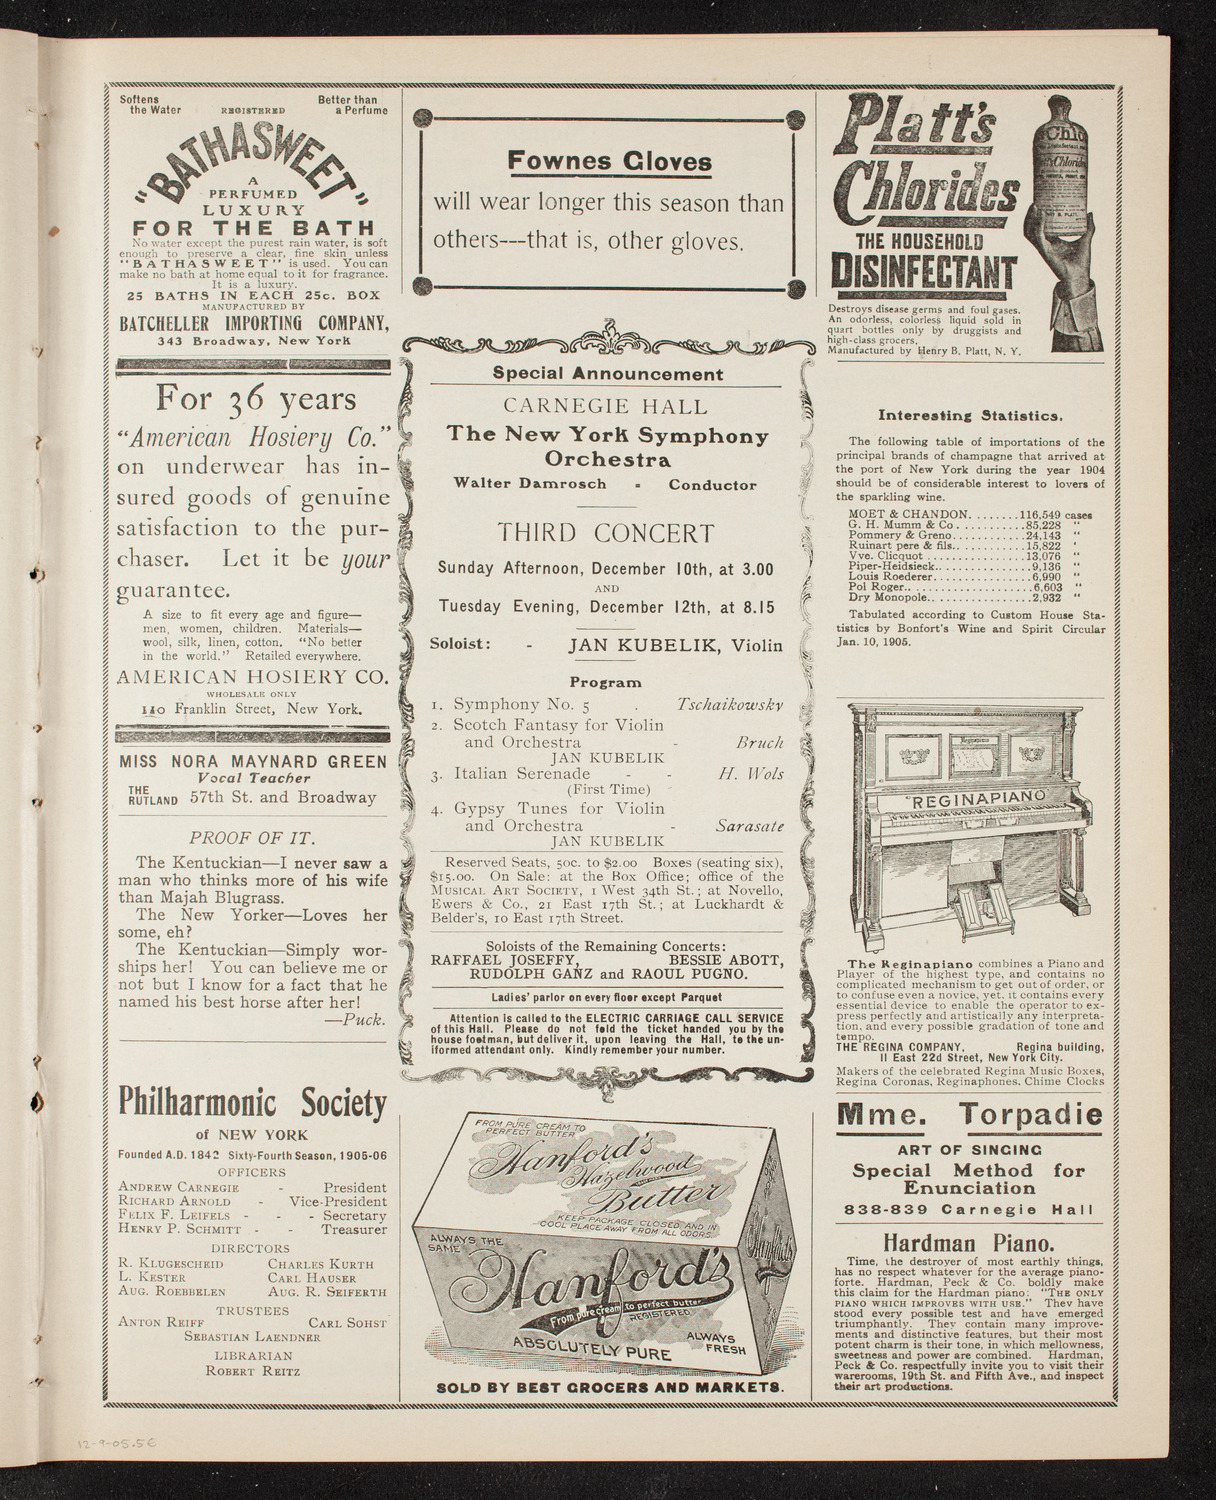 Softens
the Water
REGISTERED
Better than
a Perfume
"BATHASWEET"
A
PERFUMED
LUXURY
FOR THE BATH
No water except the purest rain water, is soft
enough to preserve a clear, fine skin unless
"BATHASWEET" is used. You can
make no bath at home equal to it for fragrance.
It is a luxury.
25 BATHS IN EACH 25c. BOX
MANUFACTURED BY
BATCHELLER IMPORTING COMPANY,
343 Broadway, New York
For 36 years
"American Hosiery Co."
on underwear has in-
sured goods of genuine
satisfaction to the pur-
chaser. Let it be your
guarantee.
A size to fit every age and figure—
men, women, children. Materials—
wool, silk, linen, cotton. "No better
in the world." Retailed everywhere.
AMERICAN HOSIERY CO.
WHOLESALE ONLY
110 Franklin Street, New York.
MISS NORA MAYNARD GREEN
Vocal Teacher
THE
RUTLAND 57th St. and Broadway
PROOF OF IT.
The Kentuckian—I never saw a
man who thinks more of his wife
than Majah Blugrass.
The New Yorker—Loves her
some, eh?
The Kentuckian—Simply wor-
ships her! You can believe me or
not but I know for a fact that he
named his best horse after her!
—Puck.
Philharmonic Society
of NEW YORK
Founded A.D. 1842 Sixty-Fourth Season, 1905-06
OFFICERS
ANDREW CARNEGIE - President
RICHARD ARNOLD - Vice-President
FELIX F. LEIFELS - - - Secretary
HENRY P. SCHMITT - - Treasurer
DIRECTORS
R. KLUGESCHEID CHARLES KURTH
L. KESTER CARL HAUSER
AUG. ROEBBELEN AUG. R. SEIFERTH
TRUSTEES
ANTON REIFF CARL SOHST
SEBASTIAN LAENDNER
LIBRARIAN
ROBERT REITZ
Fownes Gloves
will wear longer this season than
others---that is, other gloves.
Special Announcement
CARNEGIE HALL
The New York Symphony
Orchestra
Walter Damrosch - Conductor
THIRD CONCERT
Sunday Afternoon, December 10th, at 3.00
AND
Tuesday Evening, December 12th, at 8.15
Soloist: - JAN KUBELIK, Violin
Program
1. Symphony No. 5 . Tschaikowsky
2. Scotch Fantasy for Violin
and Orchestra - Bruch
JAN KUBELIK
3. Italian Serenade - - H. Wols
(First Time)
4. Gypsy Tunes for Violin
and Orchestra - Sarasate
JAN KUBELIK
Reserved Seats, 50c. to $2.00 Boxes (seating six),
$15.00. On Sale: at the Box Office; office of the
MUSICAL ART SOCIETY, 1 West 34th St.; at Novello,
Ewers & Co., 21 East 17th St.; at Luckhardt &
Belder's, 10 East 17th Street.
Soloists of the Remaining Concerts:
RAFFAEL JOSEFFY, BESSIE ABOTT,
RUDOLPH GANZ and RAOUL PUGNO.
Ladies' parlor on every floor except Parquet
Attention is called to the ELECTRIC CARRIAGE CALL SERVICE
of this Hall. Please do not fold the ticket handed you by the
house footman, but deliver it, upon leaving the Hall, to the un-
iformed attendant only. Kindly remember your number.
FROM PURE CREAM TO
PERFECT BUTTER
Hanford's
Hazelwood
Butter
KEEP PACKAGE CLOSED AND IN
COOL PLACE AWAY FROM ALL ODORS.
ALWAYS THE
SAME
Hanford's
From pure cream to perfect butter
REGISTERED
ABSOLUTELY PURE
ALWAYS
FRESH
Hanford's
SOLD BY BEST GROCERS AND MARKETS.
Platt's
Chlorides
THE HOUSEHOLD
DISINFECTANT
Destroys disease germs and foul gases.
An odorless, colorless liquid sold in
quart bottles only by druggists and
high-class grocers.
Manufactured by Henry B. Platt, N. Y.
Interesting Statistics.
The following table of importations of the
principal brands of champagne that arrived at
the port of New York during the year 1904
should be of considerable interest to lovers of
the sparkling wine.
MOET & CHANDON........116,549 cases
G. H. Mumm & Co...........85,228 "
Pommery & Greno............24,143 "
Ruinart pere & fils.............15,822 "
Vve. Clicquot..................13,076 "
Piper-Heidsieck................9,136 "
Louis Roederer.................6,990 "
Pol Roger......................6,603 "
Dry Monopole..................2,932 "
Tabulated according to Custom House Sta-
tistics by Bonfort's Wine and Spirit Circular
Jan. 10, 1905.
Reginapiano
REGINAPIANO
The Reginapiano combines a Piano and
Player of the highest type, and contains no
complicated mechanism to get out of order, or
to confuse even a novice, yet, it contains every
essential device to enable the operator to ex-
press perfectly and artistically any interpreta-
tion, and every possible gradation of tone and
tempo.
THE REGINA COMPANY, Regina building,
11 East 22d Street, New York City.
Makers of the celebrated Regina Music Boxes,
Regina Coronas, Reginaphones, Chime Clocks
Mme. Torpadie
ART OF SINGING
Special Method for
Enunciation
838-839 Carnegie Hall
Hardman Piano.
Time, the destroyer of most earthly things,
has no respect whatever for the average piano-
forte. Hardman, Peck & Co. boldly make
this claim for the Hardman piano: "THE ONLY
PIANO WHICH IMPROVES WITH USE." They have
stood every possible test and have emerged
triumphantly. They contain many improve-
ments and distinctive features, but their most
potent charm is their tone, in which mellowness,
sweetness and power are combined. Hardman,
Peck & Co. respectfully invite you to visit their
warerooms, 19th St. and Fifth Ave., and inspect
their art productions.
12-9-05.5E